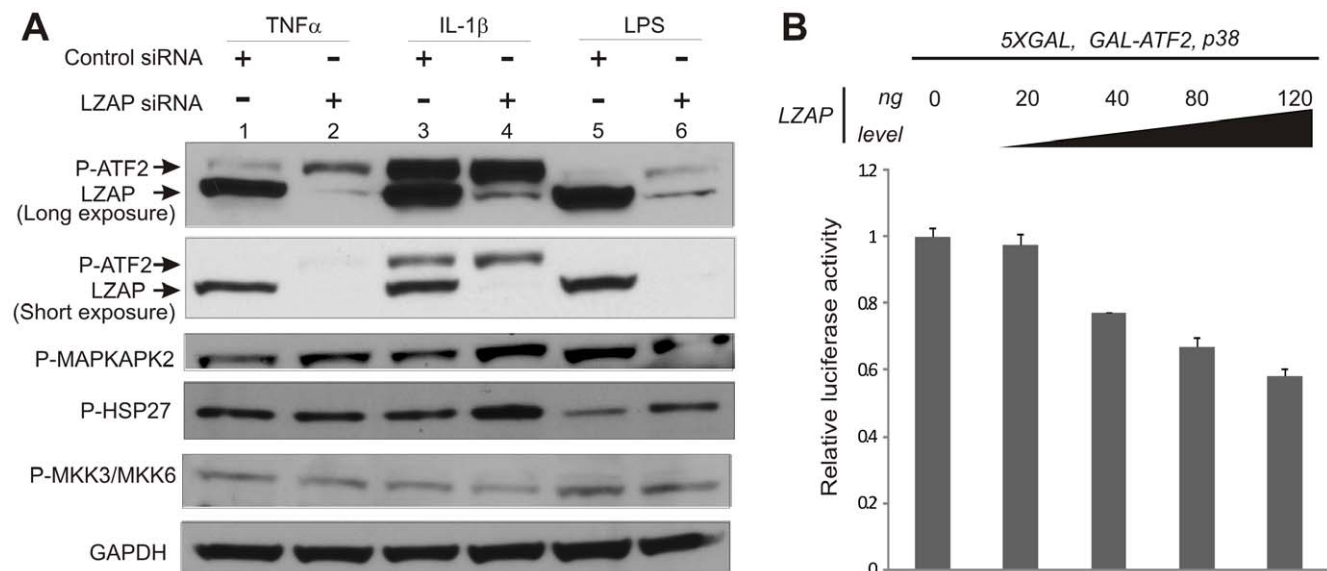 A
TNFα IL-1β LPS
Control siRNA + - + - + -
LZAP siRNA - + - + - +
1 2 3 4 5 6
P-ATF2
LZAP
(Long exposure)
P-ATF2
LZAP
(Short exposure)
P-MAPKAPK2
P-HSP27
P-MKK3/MKK6
GAPDH
B
5XGAL, GAL-ATF2, p38
LZAP
ng 0 20 40 80 120
level
Relative luciferase activity
1.2
1
0.8
0.6
0.4
0.2
0